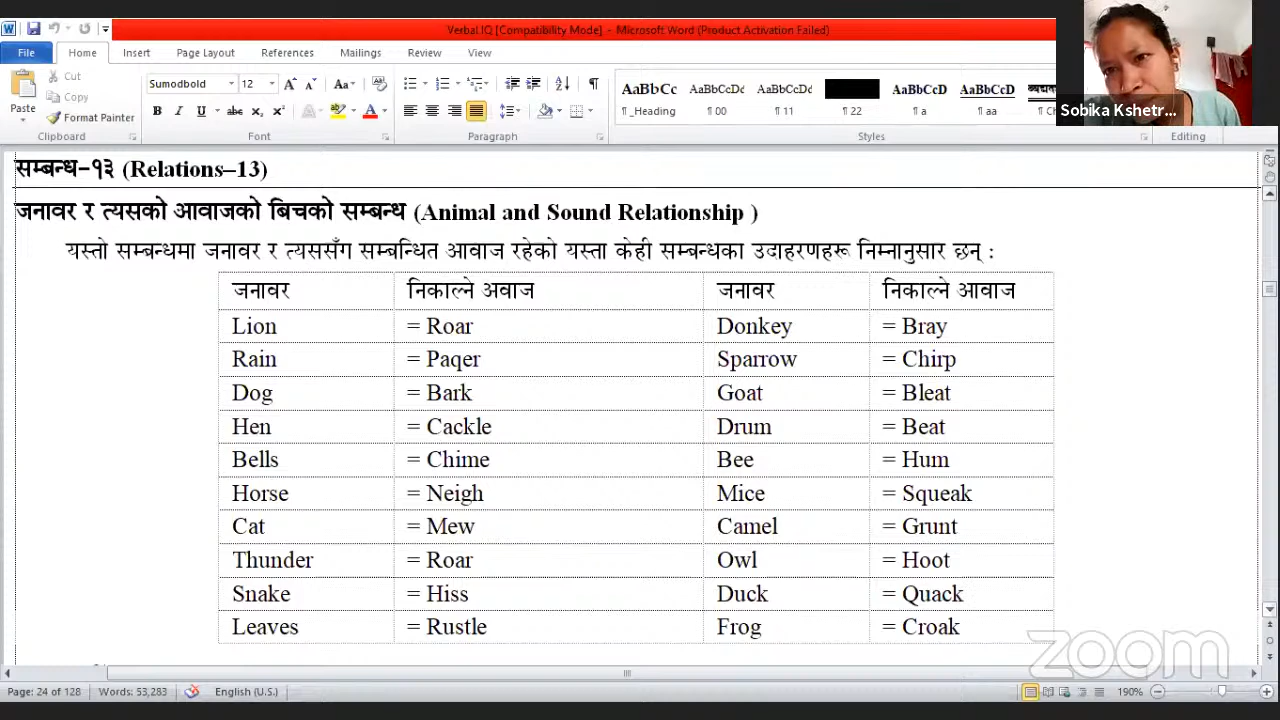 Verbal IQ [Compatibility Mode] - Microsoft Word (Product Activation Failed)
File Home Insert Page Layout References Mailings Review View
Cut
Copy
Format Painter
Paste
Sumodbold 12
Clipboard Font Paragraph Styles Editing
AaBbCc AaBbCcDc AaBbCcDd AaBbCcD AaBbCcD
¶ _Heading ¶ 00 ¶ 11 ¶ 22 ¶ a ¶ aa
Sobika Kshetr...
सम्बन्ध-१३ (Relations–13)
जनावर र त्यसको आवाजको बिचको सम्बन्ध (Animal and Sound Relationship )
यस्तो सम्बन्धमा जनावर र त्यससँग सम्बन्धित आवाज रहेको यस्ता केही सम्बन्धका उदाहरणहरू निम्नानुसार छन् :
जनावर निकाल्ने अवाज जनावर निकाल्ने आवाज
Lion = Roar Donkey = Bray
Rain = Paqer Sparrow = Chirp
Dog = Bark Goat = Bleat
Hen = Cackle Drum = Beat
Bells = Chime Bee = Hum
Horse = Neigh Mice = Squeak
Cat = Mew Camel = Grunt
Thunder = Roar Owl = Hoot
Snake = Hiss Duck = Quack
Leaves = Rustle Frog = Croak
zoom
Page: 24 of 128 Words: 53,283 English (U.S.) 190%